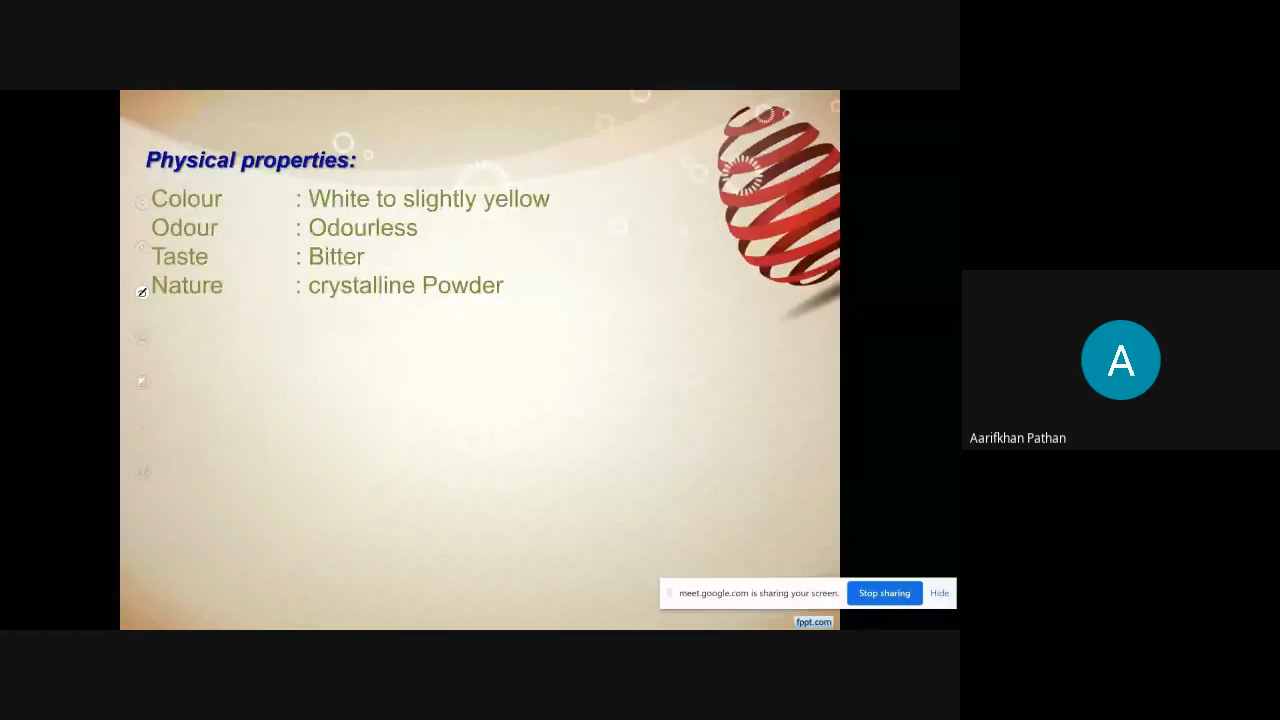 Physical properties:
Colour : White to slightly yellow
Odour : Odourless
Taste : Bitter
Nature : crystalline Powder
A
Aarifkhan Pathan
meet.google.com is sharing your screen. Stop sharing Hide
fppt.com